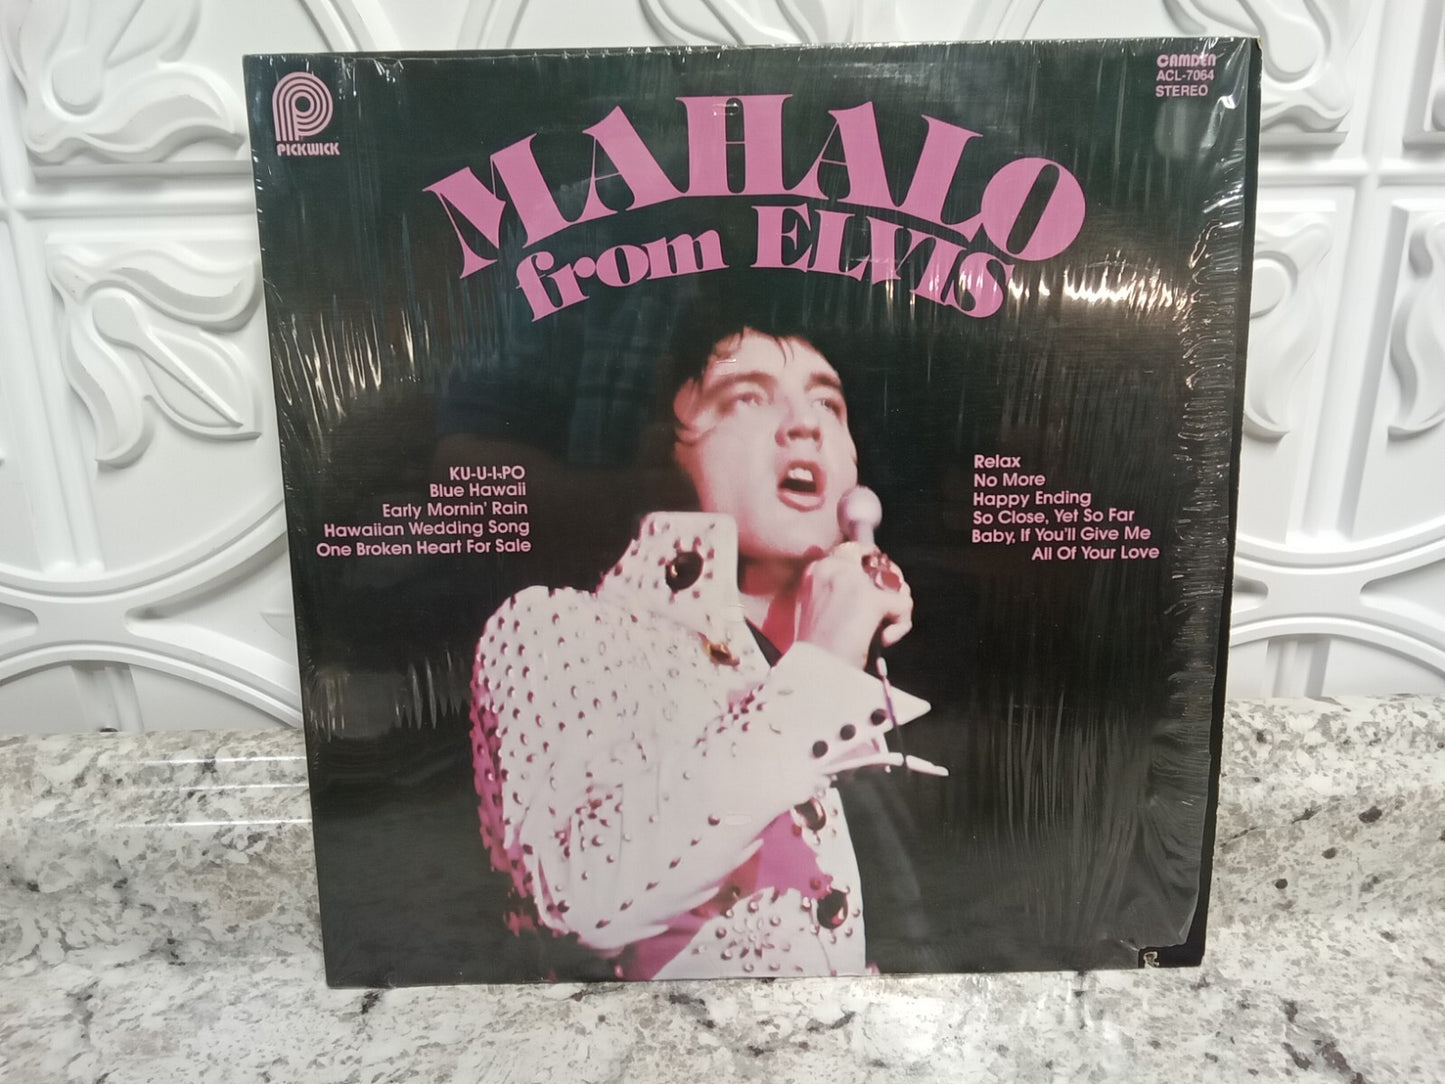 PICKWICK
CAMDEN
ACL-7064
STEREO
MAHALO
from ELVIS
KU-U-I-PO
Blue Hawaii
Early Mornin' Rain
Hawaiian Wedding Song
One Broken Heart For Sale
Relax
No More
Happy Ending
So Close, Yet So Far
Baby, If You'll Give Me
All Of Your Love